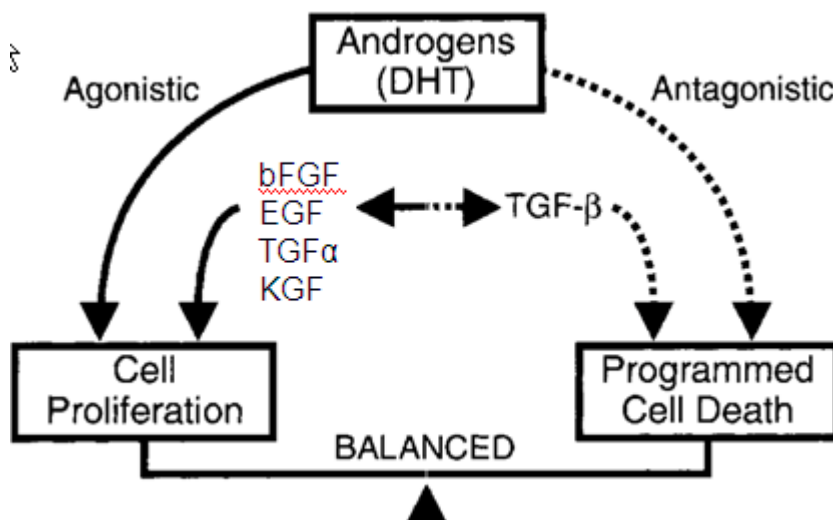 Androgens
(DHT)
Agonistic
Antagonistic
bFGF
EGF
TGFα
KGF
TGF-β
Cell
Proliferation
Programmed
Cell Death
BALANCED